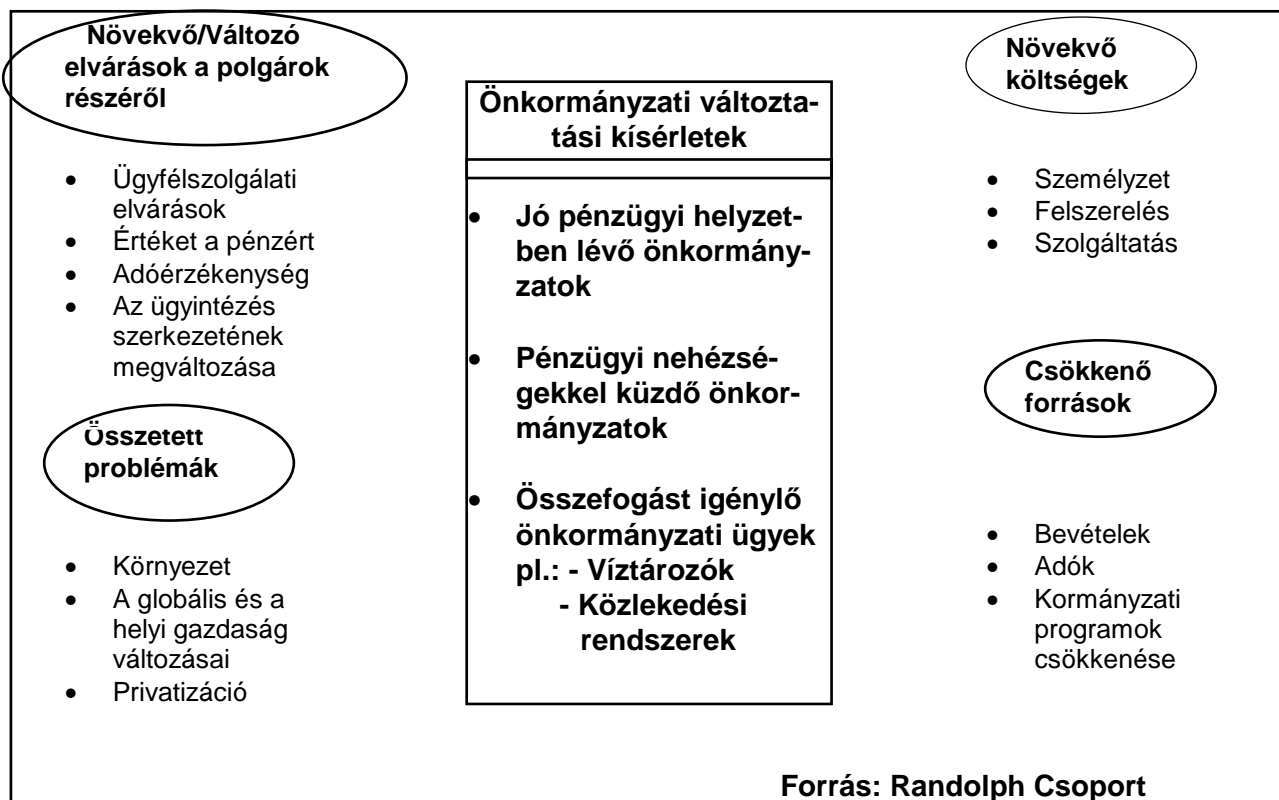 Növekvő/Változó
elvárások a polgárok
részéről
• Ügyfélszolgálati
elvárások
• Értéket a pénzért
• Adóérzékenység
• Az ügyintézés
szerkezetének
megváltozása
Összetett
problémák
• Környezet
• A globális és a
helyi gazdaság
változásai
• Privatizáció
Önkormányzati változta-
tási kísérletek
• Jó pénzügyi helyzet-
ben lévő önkormány-
zatok
• Pénzügyi nehézsé-
gekkel küzdő önkor-
mányzatok
• Összefogást igénylő
önkormányzati ügyek
pl.: - Víztározók
- Közlekedési
rendszerek
Növekvő
költségek
• Személyzet
• Felszerelés
• Szolgáltatás
Csökkenő
források
• Bevételek
• Adók
• Kormányzati
programok
csökkenése
Forrás: Randolph Csoport